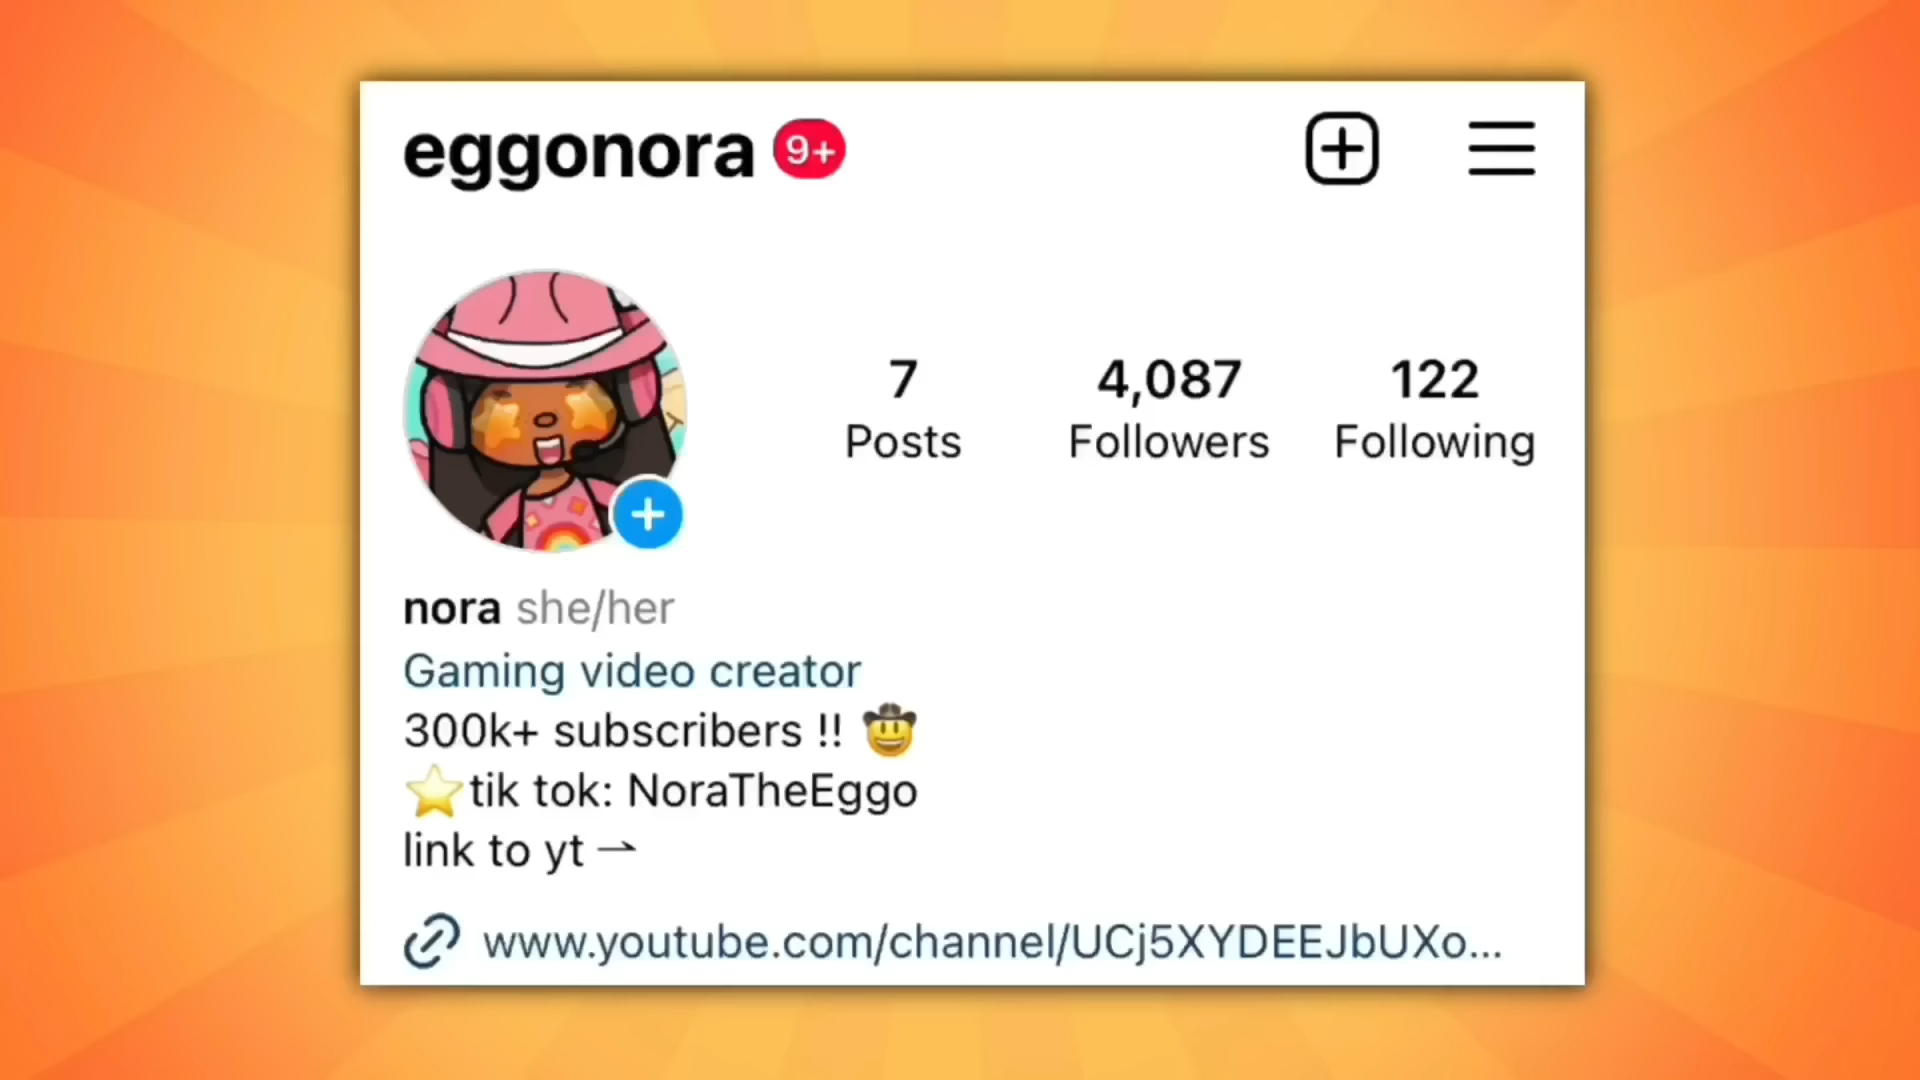 eggonora 9+
7 4,087 122
Posts Followers Following
nora she/her
Gaming video creator
300k+ subscribers !! 🤠
⭐tik tok: NoraTheEggo
link to yt ⇀
www.youtube.com/channel/UCj5XYDEEJbUXo...